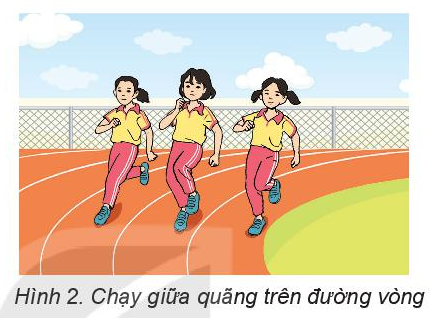 Hình 2. Chạy giữa quãng trên đường vòng